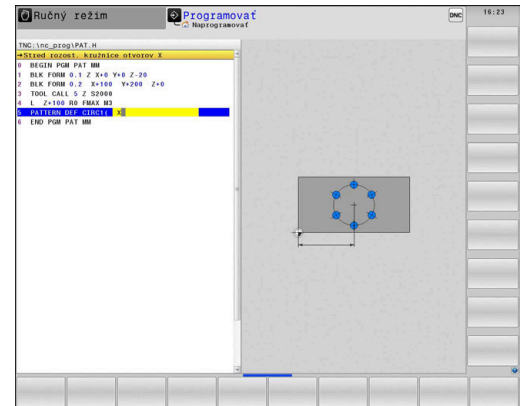 Ručný režim
Programovať
Naprogramovať
DNC
16:23
TNC:\nc_prog\PAT.H
→Stred rozost. kružnice otvorov X
0 BEGIN PGM PAT MM
1 BLK FORM 0.1 Z X+0 Y+0 Z-20
2 BLK FORM 0.2 X+100 Y+200 Z+0
3 TOOL CALL 5 Z S2000
4 L Z+100 R0 FMAX M3
5 PATTERN DEF CIRC1( X
6 END PGM PAT MM